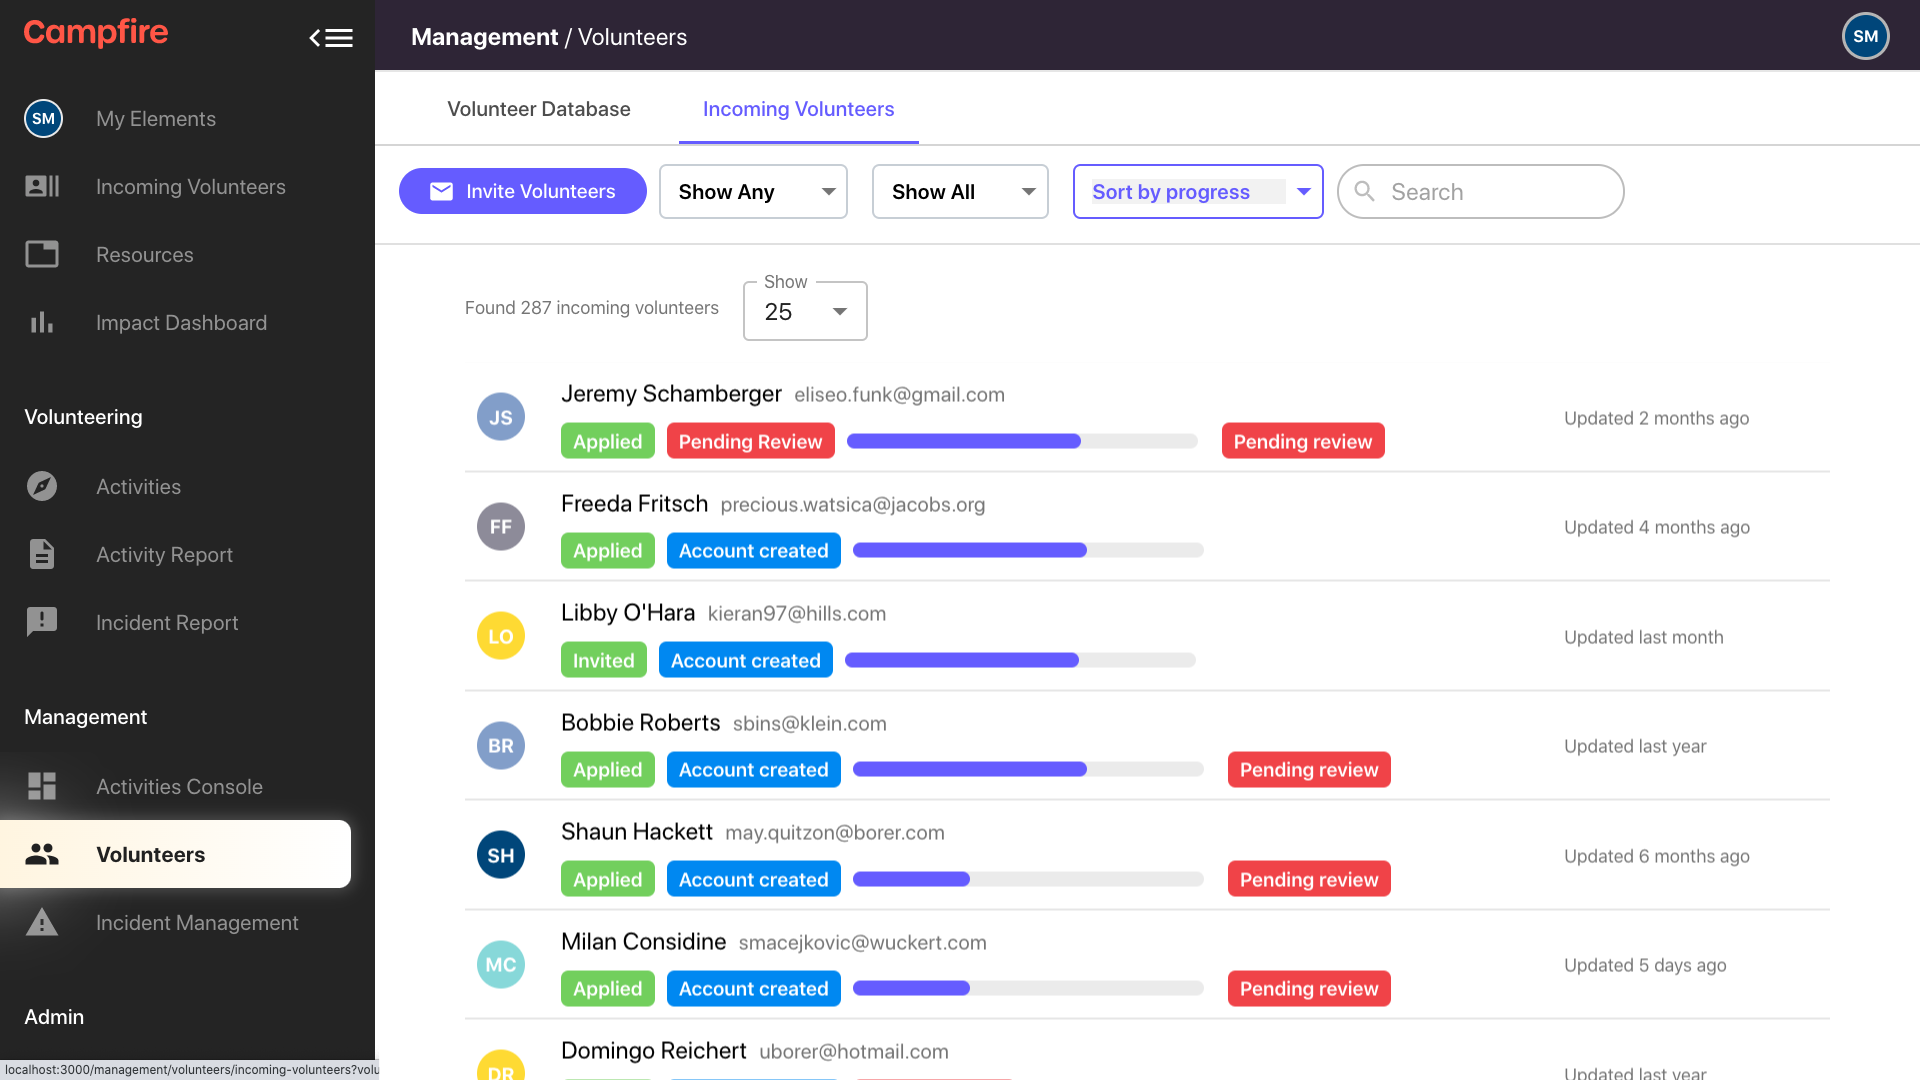 Campfire
Management / Volunteers
SM
SM
My Elements
Incoming Volunteers
Resources
Impact Dashboard
Volunteering
Activities
Activity Report
Incident Report
Management
Activities Console
Volunteers
Incident Management
Admin
localhost:3000/management/volunteers/incoming-volunteers?volu
Volunteer Database
Incoming Volunteers
Invite Volunteers
Show Any
Show All
Sort by progress
Search
Found 287 incoming volunteers
Show
25
JS
Jeremy Schamberger eliseo.funk@gmail.com
Applied Pending Review Pending review
Updated 2 months ago
FF
Freeda Fritsch precious.watsica@jacobs.org
Applied Account created
Updated 4 months ago
LO
Libby O'Hara kieran97@hills.com
Invited Account created
Updated last month
BR
Bobbie Roberts sbins@klein.com
Applied Account created Pending review
Updated last year
SH
Shaun Hackett may.quitzon@borer.com
Applied Account created Pending review
Updated 6 months ago
MC
Milan Considine smacejkovic@wuckert.com
Applied Account created Pending review
Updated 5 days ago
DR
Domingo Reichert uborer@hotmail.com
Updated last year